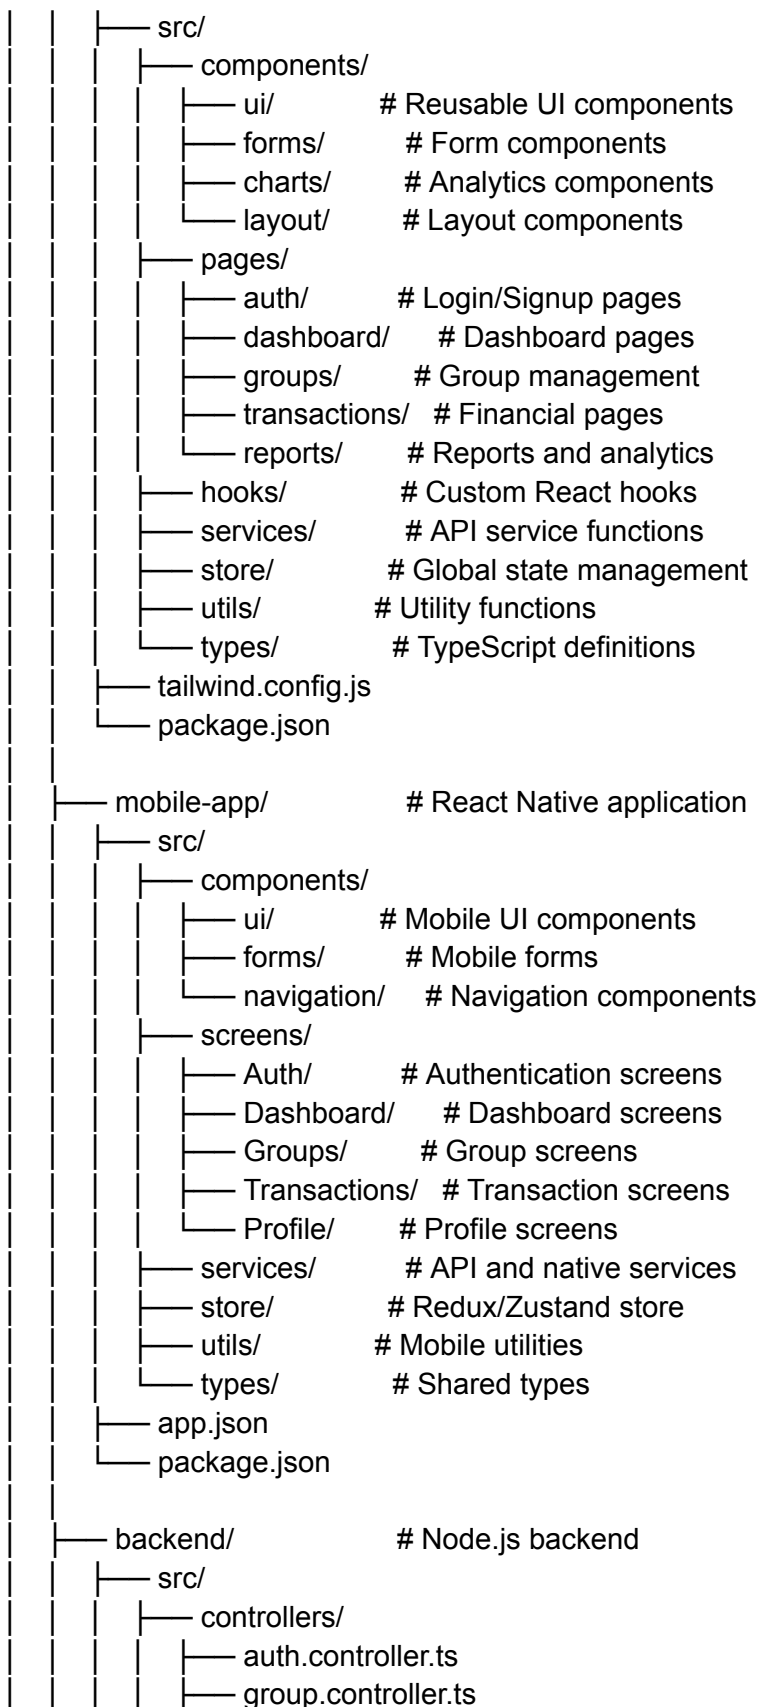 │   │   ├── src/
│   │   │   ├── components/
│   │   │   │   ├── ui/          # Reusable UI components
│   │   │   │   ├── forms/       # Form components
│   │   │   │   ├── charts/      # Analytics components
│   │   │   │   └── layout/      # Layout components
│   │   │   ├── pages/
│   │   │   │   ├── auth/        # Login/Signup pages
│   │   │   │   ├── dashboard/   # Dashboard pages
│   │   │   │   ├── groups/      # Group management
│   │   │   │   ├── transactions/ # Financial pages
│   │   │   │   └── reports/     # Reports and analytics
│   │   │   ├── hooks/           # Custom React hooks
│   │   │   ├── services/        # API service functions
│   │   │   ├── store/           # Global state management
│   │   │   ├── utils/           # Utility functions
│   │   │   └── types/           # TypeScript definitions
│   │   ├── tailwind.config.js
│   │   └── package.json
│   │
│   ├── mobile-app/              # React Native application
│   │   ├── src/
│   │   │   ├── components/
│   │   │   │   ├── ui/          # Mobile UI components
│   │   │   │   ├── forms/       # Mobile forms
│   │   │   │   └── navigation/  # Navigation components
│   │   │   ├── screens/
│   │   │   │   ├── Auth/        # Authentication screens
│   │   │   │   ├── Dashboard/   # Dashboard screens
│   │   │   │   ├── Groups/      # Group screens
│   │   │   │   ├── Transactions/ # Transaction screens
│   │   │   │   └── Profile/     # Profile screens
│   │   │   ├── services/        # API and native services
│   │   │   ├── store/           # Redux/Zustand store
│   │   │   ├── utils/           # Mobile utilities
│   │   │   └── types/           # Shared types
│   │   ├── app.json
│   │   └── package.json
│   │
│   ├── backend/                 # Node.js backend
│   │   ├── src/
│   │   │   ├── controllers/
│   │   │   │   ├── auth.controller.ts
│   │   │   │   ├── group.controller.ts